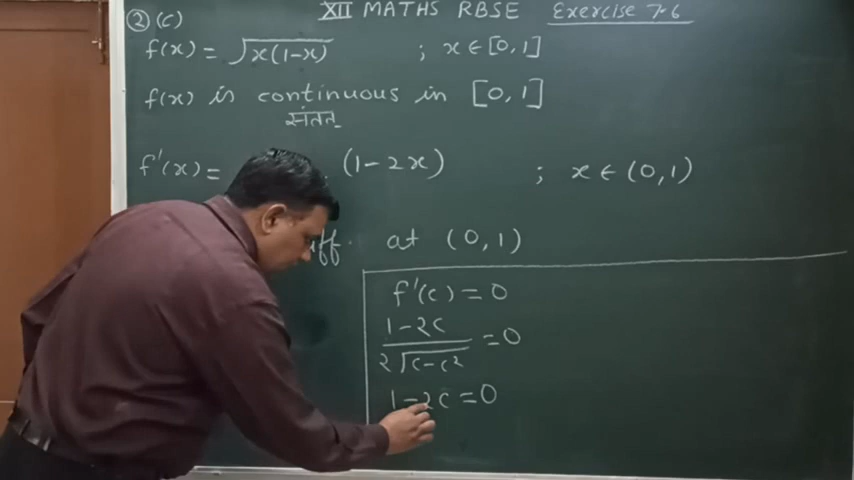 XII MATHS RBSE Exercise 7.6
② (C)
f(x) = √x(1-x) ; x ∈ [0, 1]
f(x) is continuous in [0, 1]
संतत
f'(x) = . (1-2x) ; x ∈ (0, 1)
at (0, 1)
f'(c) = 0
1-2c / 2√c-c² = 0
1-2c = 0